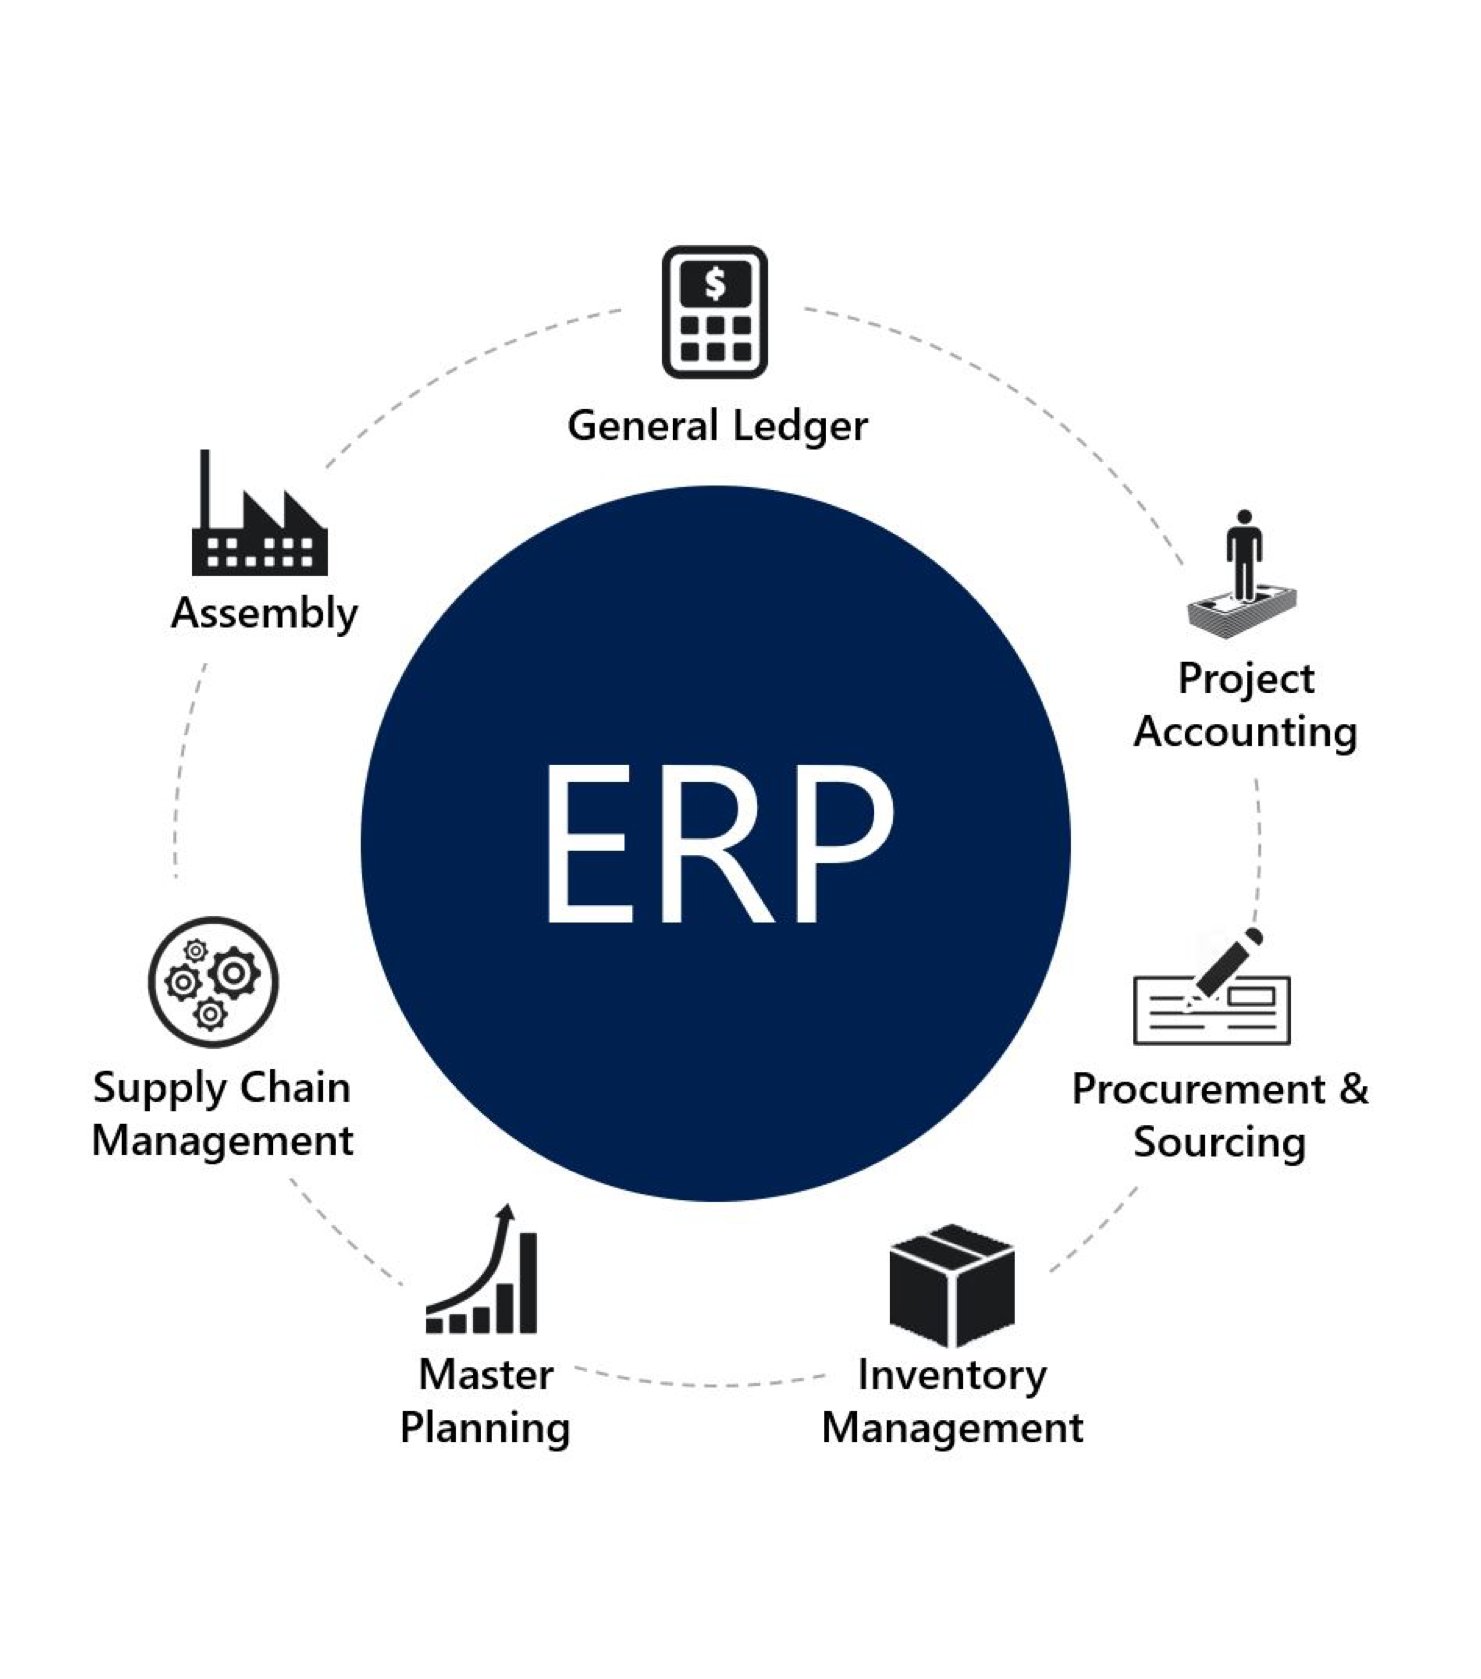 $
General Ledger
Assembly
Project
Accounting
ERP
Supply Chain
Management
Procurement &
Sourcing
Master
Planning
Inventory
Management